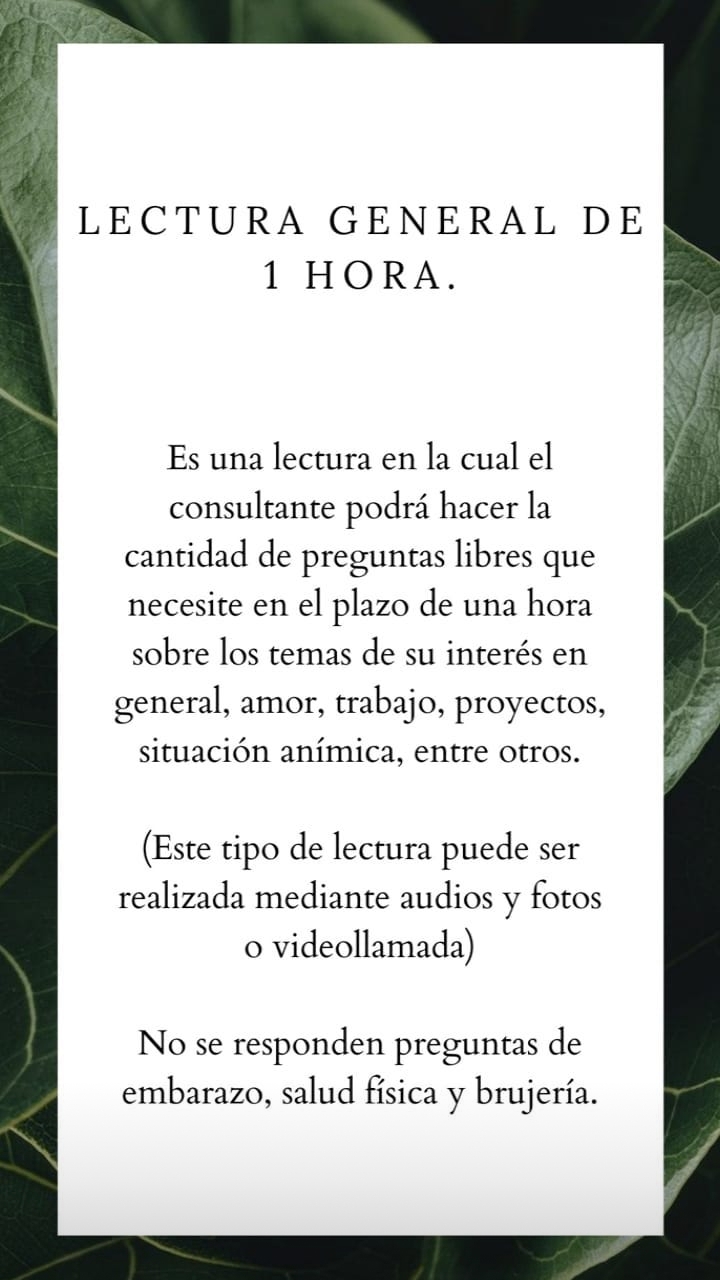 LECTURA GENERAL DE
1 HORA.
Es una lectura en la cual el
consultante podrá hacer la
cantidad de preguntas libres que
necesite en el plazo de una hora
sobre los temas de su interés en
general, amor, trabajo, proyectos,
situación anímica, entre otros.
(Este tipo de lectura puede ser
realizada mediante audios y fotos
o videollamada)
No se responden preguntas de
embarazo, salud física y brujería.